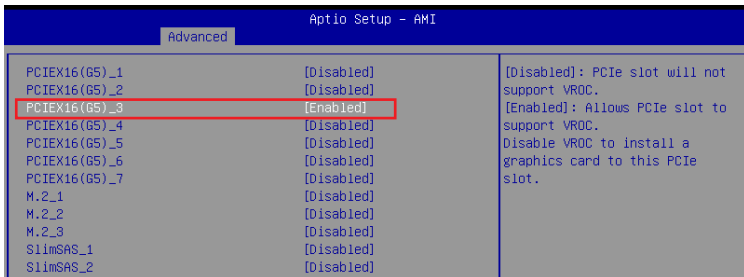 Aptio Setup - AMI
Advanced
PCIEX16(G5)_1 [Disabled]
PCIEX16(G5)_2 [Disabled]
PCIEX16(G5)_3 [Enabled]
PCIEX16(G5)_4 [Disabled]
PCIEX16(G5)_5 [Disabled]
PCIEX16(G5)_6 [Disabled]
PCIEX16(G5)_7 [Disabled]
M.2_1 [Disabled]
M.2_2 [Disabled]
M.2_3 [Disabled]
SlimSAS_1 [Disabled]
SlimSAS_2 [Disabled]
[Disabled]: PCIe slot will not
support VROC.
[Enabled]: Allows PCIe slot to
support VROC.
Disable VROC to install a
graphics card to this PCIe
slot.